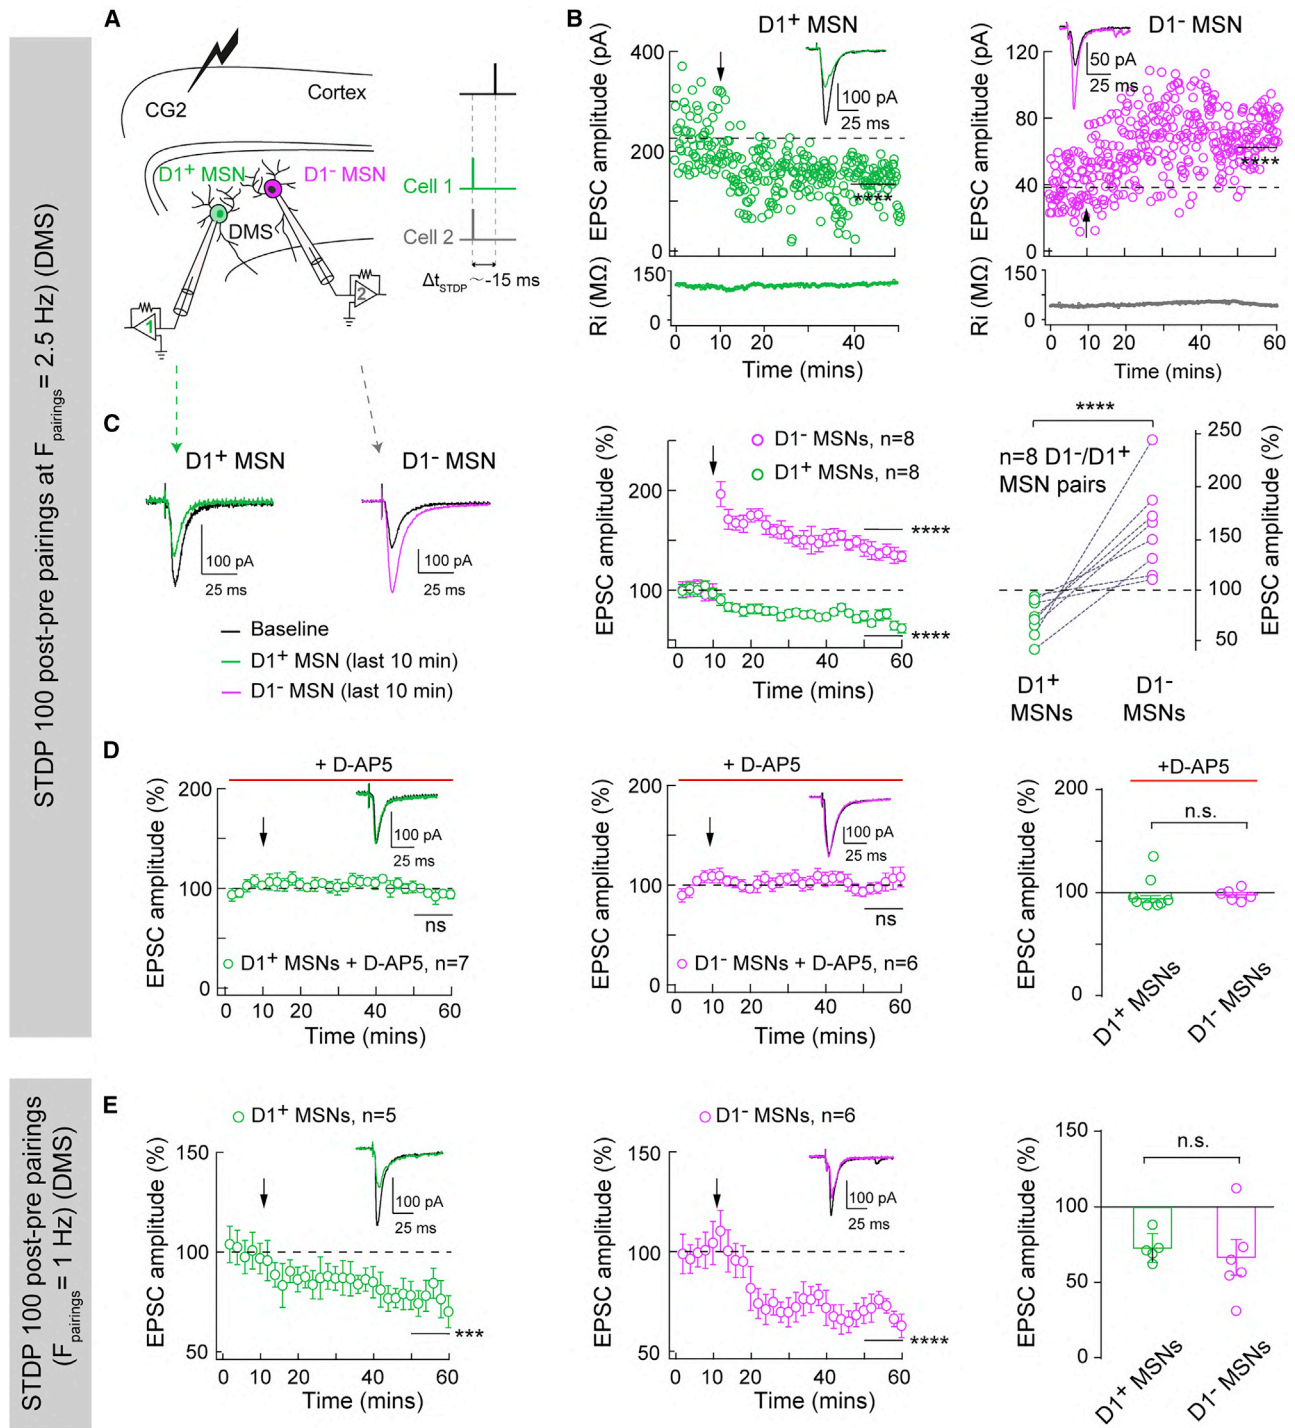 STDP 100 post-pre pairings at Fpairings= 2.5 Hz) (DMS)
A
CG2
Cortex
D1+ MSN
D1- MSN
DMS
1
2
Cell 1
Cell 2
ΔtSTDP ~-15 ms
B
D1+ MSN
EPSC amplitude (pA)
400
200
0
100 pA
25 ms
****
Ri (MΩ)
150
0
0 10 20 40
Time (mins)
D1- MSN
EPSC amplitude (pA)
120
80
40
0
50 pA
25 ms
****
Ri (MΩ)
150
0
0 10 20 40 60
Time (mins)
C
D1+ MSN
100 pA
25 ms
D1- MSN
100 pA
25 ms
Baseline
D1+ MSN (last 10 min)
D1- MSN (last 10 min)
EPSC amplitude (%)
200
100
D1- MSNs, n=8
D1+ MSNs, n=8
****
****
0 10 20 40 60
Time (mins)
****
n=8 D1-/D1+
MSN pairs
250
200
150
100
50
EPSC amplitude (%)
D1+
MSNs
D1-
MSNs
D
+ D-AP5
EPSC amplitude (%)
200
100
0
100 pA
25 ms
ns
D1+ MSNs + D-AP5, n=7
0 10 20 40 60
Time (mins)
+ D-AP5
EPSC amplitude (%)
200
100
0
100 pA
25 ms
ns
D1- MSNs + D-AP5, n=6
0 10 20 40 60
Time (mins)
+D-AP5
n.s.
EPSC amplitude (%)
200
100
0
D1+ MSNs
D1- MSNs
STDP 100 post-pre pairings
(Fpairings= 1 Hz) (DMS)
E
D1+ MSNs, n=5
EPSC amplitude (%)
150
100
50
100 pA
25 ms
***
0 10 20 40 60
Time (mins)
D1- MSNs, n=6
EPSC amplitude (%)
150
100
50
100 pA
25 ms
****
0 10 20 40 60
Time (mins)
n.s.
EPSC amplitude (%)
150
100
50
0
D1+ MSNs
D1- MSNs